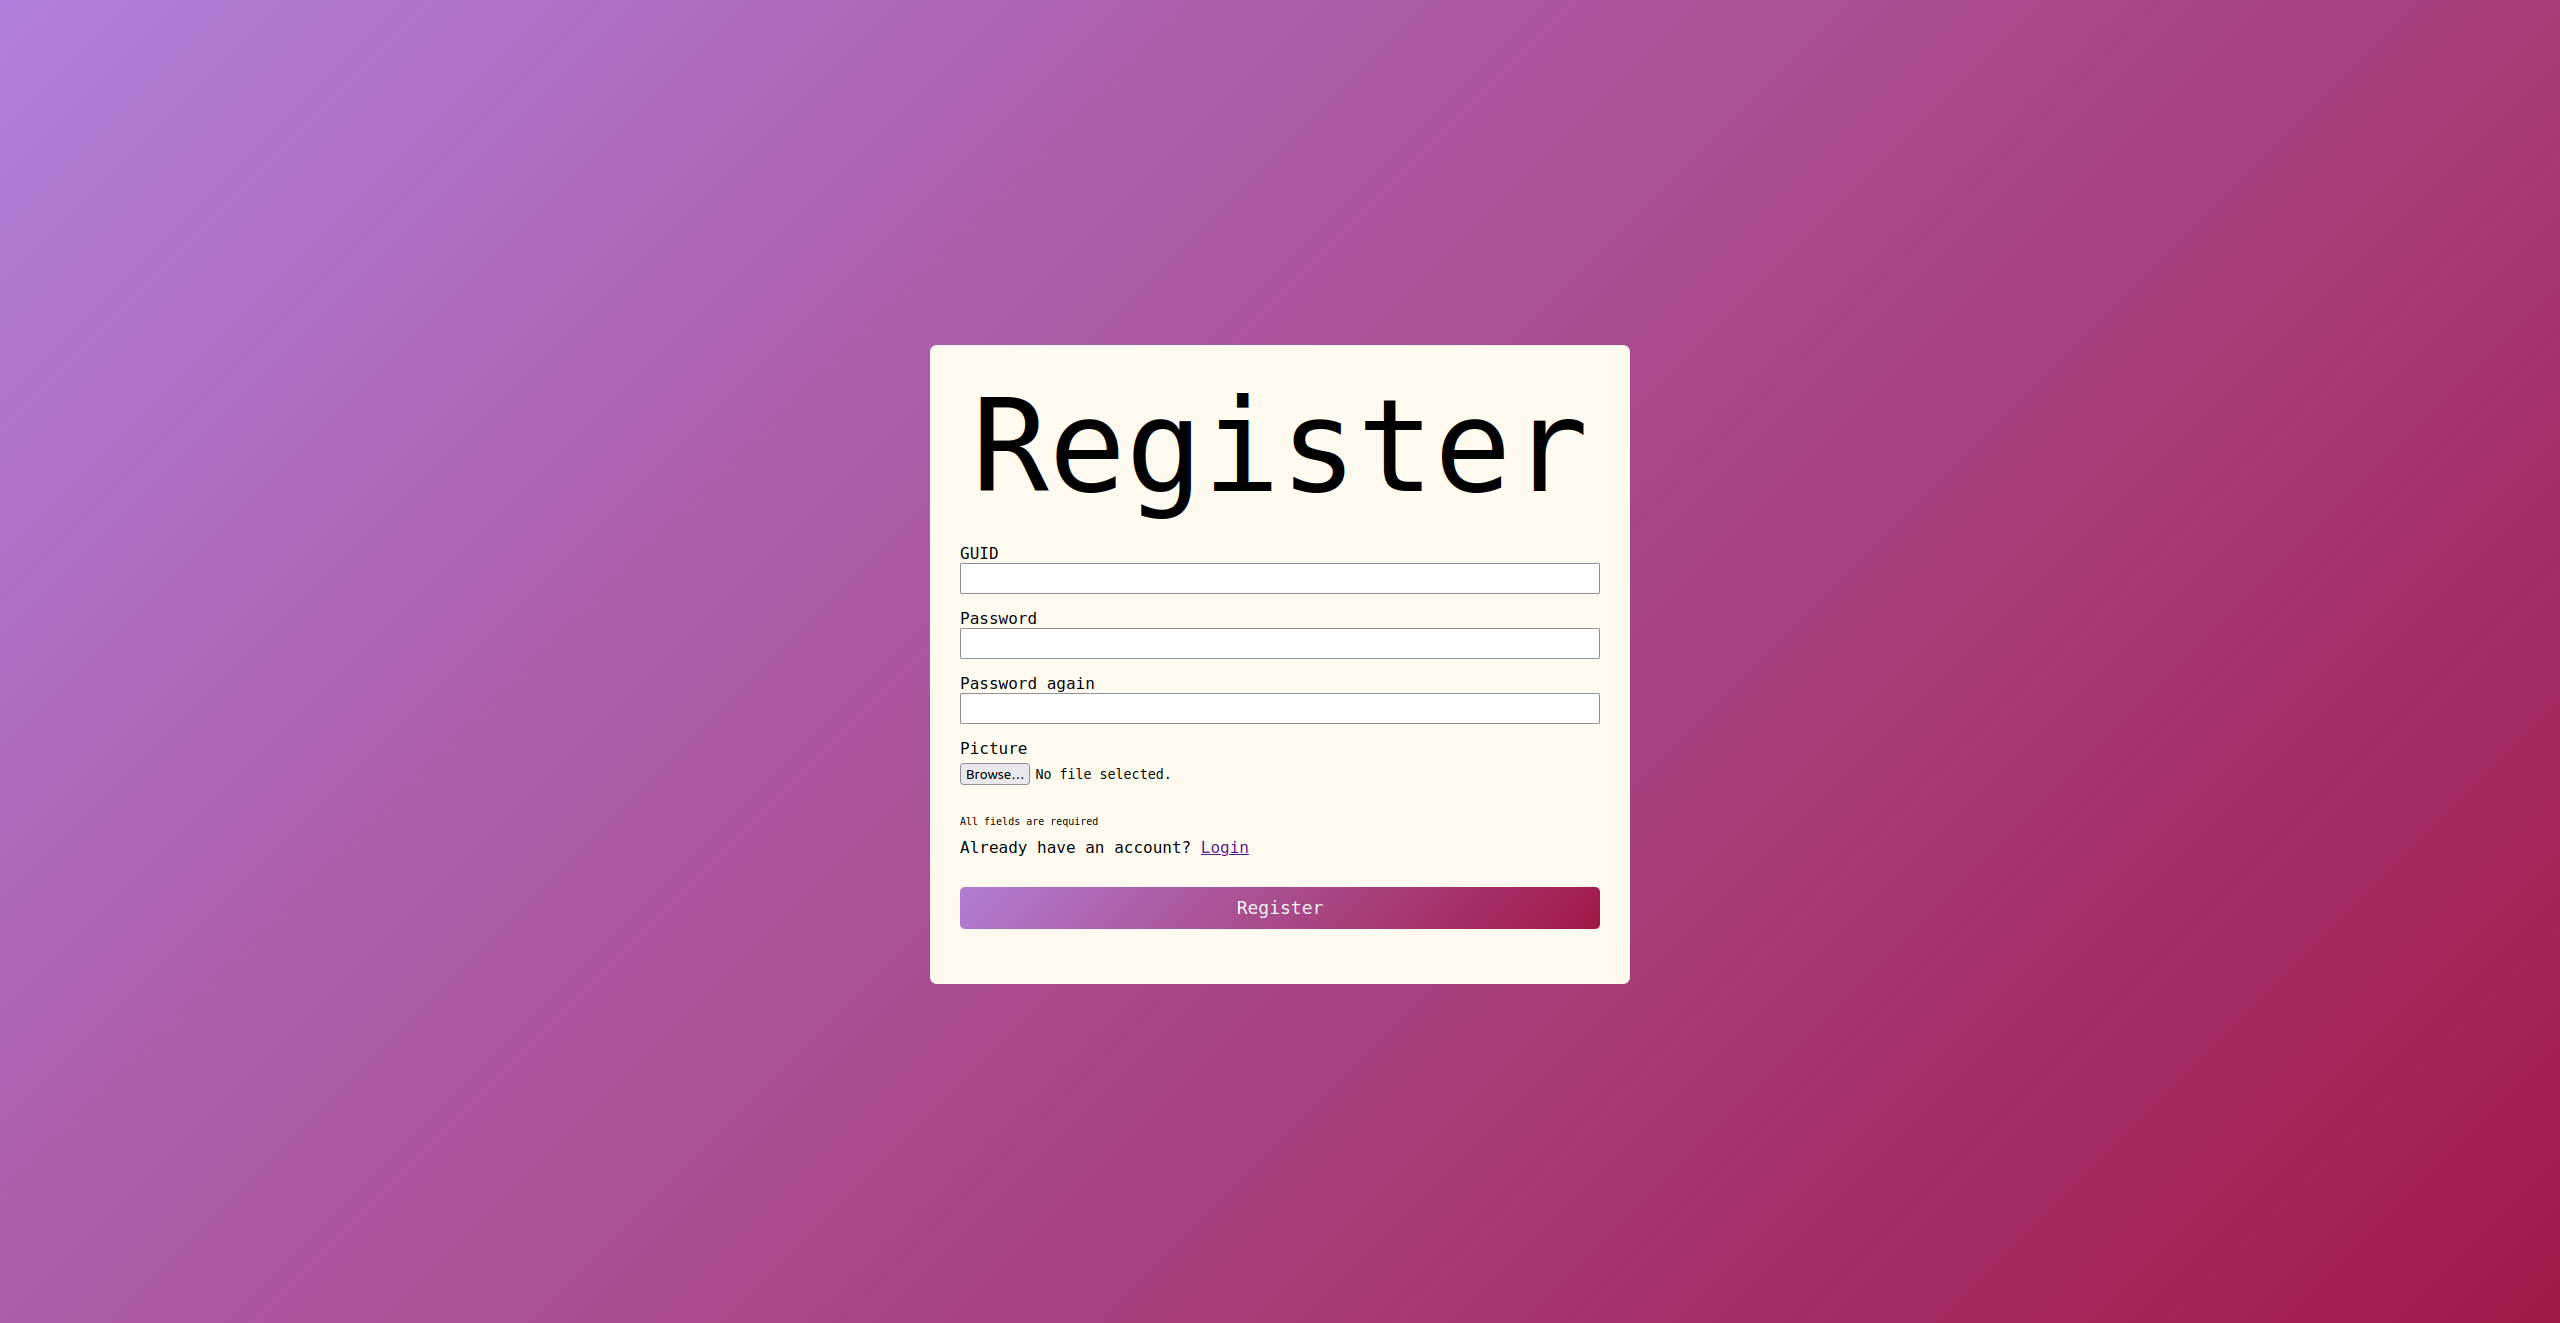 Register
GUID
Password
Password again
Picture
Browse... No file selected.
All fields are required
Already have an account? Login
Register